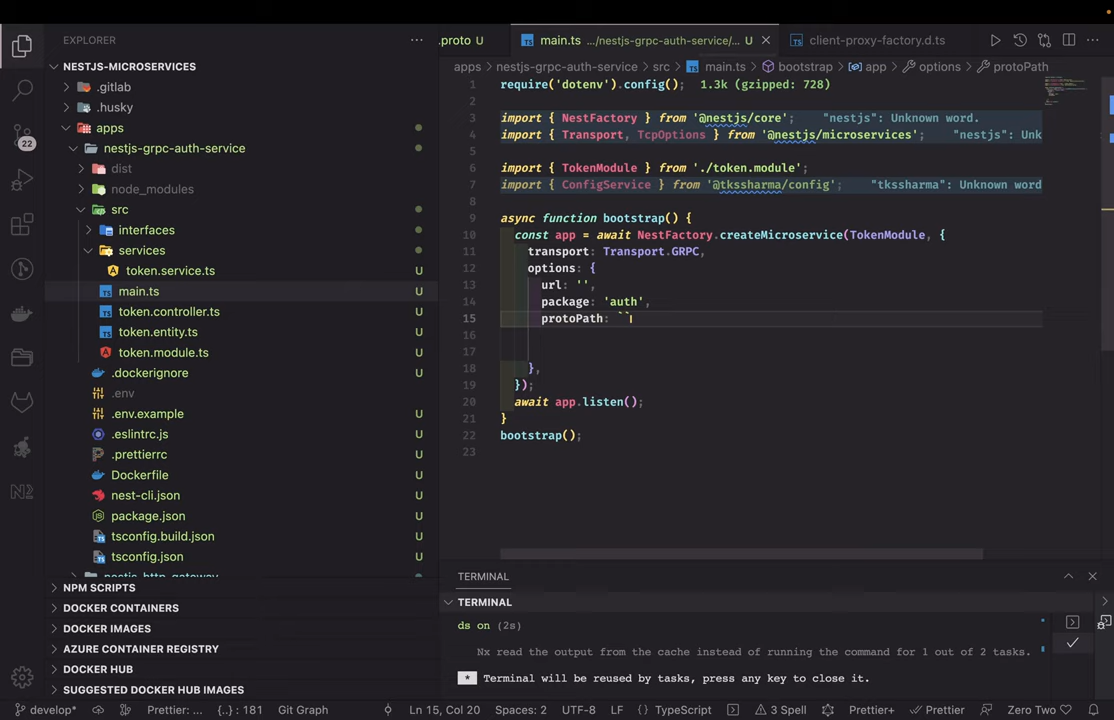 EXPLORER
.proto U
main.ts .../nestjs-grpc-auth-service/... U
client-proxy-factory.d.ts
NESTJS-MICROSERVICES
.gitlab
.husky
apps
nestjs-grpc-auth-service
dist
node_modules
src
interfaces
services
token.service.ts U
main.ts U
token.controller.ts U
token.entity.ts U
token.module.ts U
.dockerignore U
.env
.env.example U
.eslintrc.js U
.prettierrc U
Dockerfile U
nest-cli.json U
package.json U
tsconfig.build.json U
tsconfig.json U
nestjs_http_gateway
NPM SCRIPTS
DOCKER CONTAINERS
DOCKER IMAGES
AZURE CONTAINER REGISTRY
DOCKER HUB
SUGGESTED DOCKER HUB IMAGES
22
N2
apps > nestjs-grpc-auth-service > src > main.ts > bootstrap > app > options > protoPath
1 require('dotenv').config(); 1.3k (gzipped: 728)
2
3 import { NestFactory } from '@nestjs/core'; "nestjs": Unknown word.
4 import { Transport, TcpOptions } from '@nestjs/microservices'; "nestjs": Unk
5
6 import { TokenModule } from './token.module';
7 import { ConfigService } from '@tkssharma/config'; "tkssharma": Unknown word
8
9 async function bootstrap() {
10 const app = await NestFactory.createMicroservice(TokenModule, {
11 transport: Transport.GRPC,
12 options: {
13 url: '',
14 package: 'auth',
15 protoPath: ``
16
17
18 },
19 });
20 await app.listen();
21 }
22 bootstrap();
23
TERMINAL
TERMINAL
ds on (2s)
Nx read the output from the cache instead of running the command for 1 out of 2 tasks.
* Terminal will be reused by tasks, press any key to close it.
develop* Prettier: ... {..} : 181 Git Graph Ln 15, Col 20 Spaces: 2 UTF-8 LF {} TypeScript 3 Spell Prettier+ Prettier Zero Two